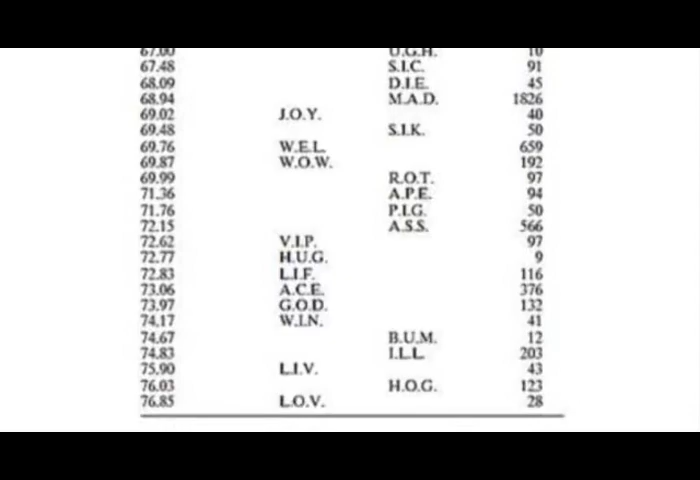 67.00 U.G.H. 10
67.48 S.I.C. 91
68.09 D.I.E. 45
68.94 M.A.D. 1826
69.02 J.O.Y. 40
69.48 S.I.K. 50
69.76 W.E.L. 659
69.87 W.O.W. 192
69.99 R.O.T. 97
71.36 A.P.E. 94
71.76 P.I.G. 50
72.15 A.S.S. 566
72.62 V.I.P. 97
72.77 H.U.G. 9
72.83 L.I.F. 116
73.06 A.C.E. 376
73.97 G.O.D. 132
74.17 W.I.N. 41
74.67 B.U.M. 12
74.83 I.L.L. 203
75.90 L.I.V. 43
76.03 H.O.G. 123
76.85 L.O.V. 28